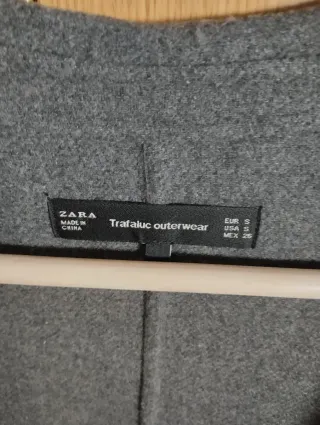 ZARA
MADE IN
CHINA
Trafaluc outerwear
EUR S
USA S
MEX 26